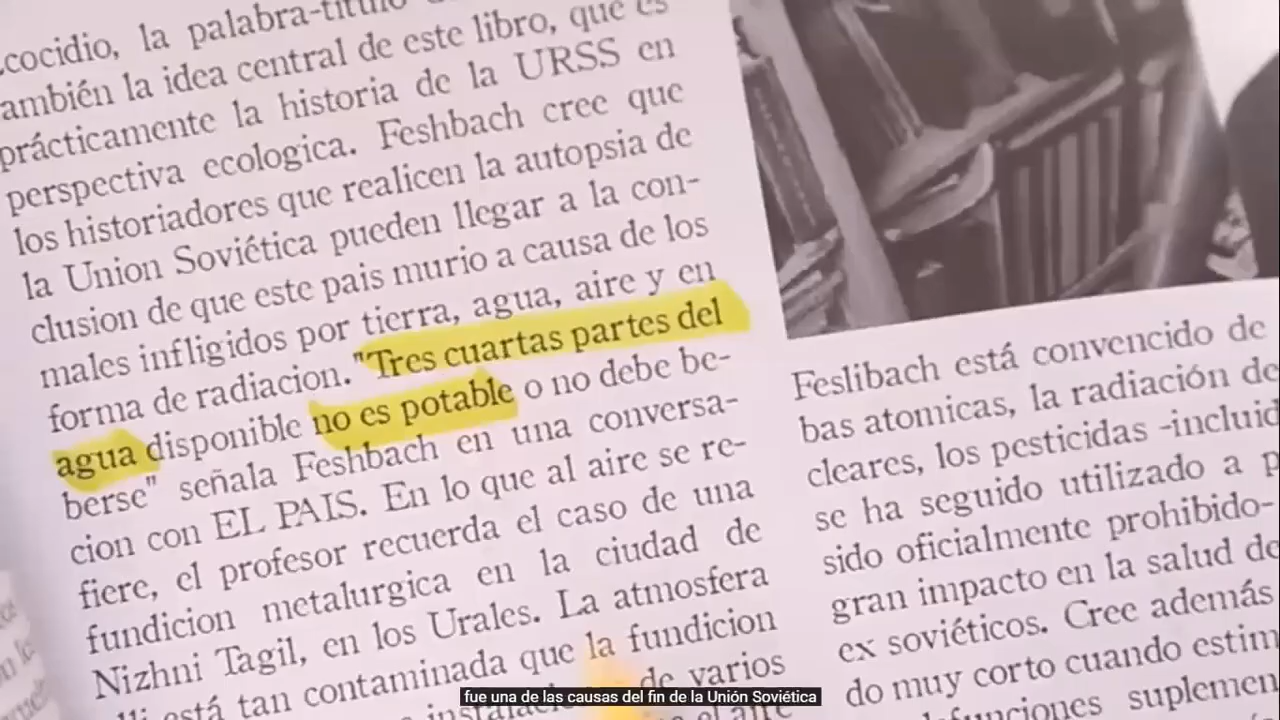 cocidio, la palabra-título
ambién la idea central de este libro, que es
prácticamente la historia de la URSS en
perspectiva ecologica. Feshbach cree que
los historiadores que realicen la autopsia de
la Union Soviética pueden llegar a la con-
clusion de que este pais murio a causa de los
males infligidos por tierra, agua, aire y en
forma de radiacion. "Tres cuartas partes del
agua disponible no es potable o no debe be-
berse" señala Feshbach en una conversa-
cion con EL PAIS. En lo que al aire se re-
fiere, el profesor recuerda el caso de una
fundicion metalurgica en la ciudad de
Nizhni Tagil, en los Urales. La atmosfera
está tan contaminada que la fundicion
de varios
Feslibach está convencido de
bas atomicas, la radiación de
cleares, los pesticidas -incluid
se ha seguido utilizado a p
sido oficialmente prohibido-
gran impacto en la salud de
ex soviéticos. Cree además
do muy corto cuando estim
funciones suplemen
fue una de las causas del fin de la Unión Soviética